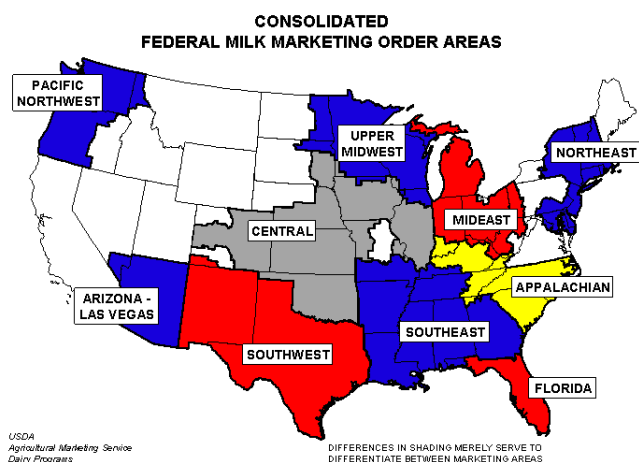 CONSOLIDATED
FEDERAL MILK MARKETING ORDER AREAS
PACIFIC
NORTHWEST
UPPER
MIDWEST
NORTHEAST
MIDEAST
CENTRAL
APPALACHIAN
ARIZONA -
LAS VEGAS
SOUTHEAST
SOUTHWEST
FLORIDA
USDA
Agricultural Marketing Service
Dairy Programs
DIFFERENCES IN SHADING MERELY SERVE TO
DIFFERENTIATE BETWEEN MARKETING AREAS